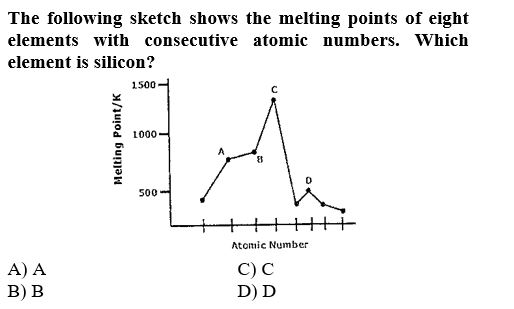 The following sketch shows the melting points of eight
elements with consecutive atomic numbers. Which
element is silicon?
1500
C
Melting Point/K
1000
A
B
D
500
Atomic Number
A) A
C) C
B) B
D) D